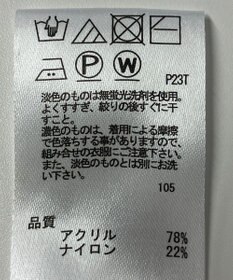 P W
P23T
淡色のものは無蛍光洗剤を使用。
よくすすぎ、絞りの後すぐに干
すこと。
濃色のものは、着用による摩擦
で色落ちする事がありますので、
組み合せの衣服にご注意下さい。
また、淡色のものとは別にお洗
い下さい。
105
品質
アクリル 78%
ナイロン 22%